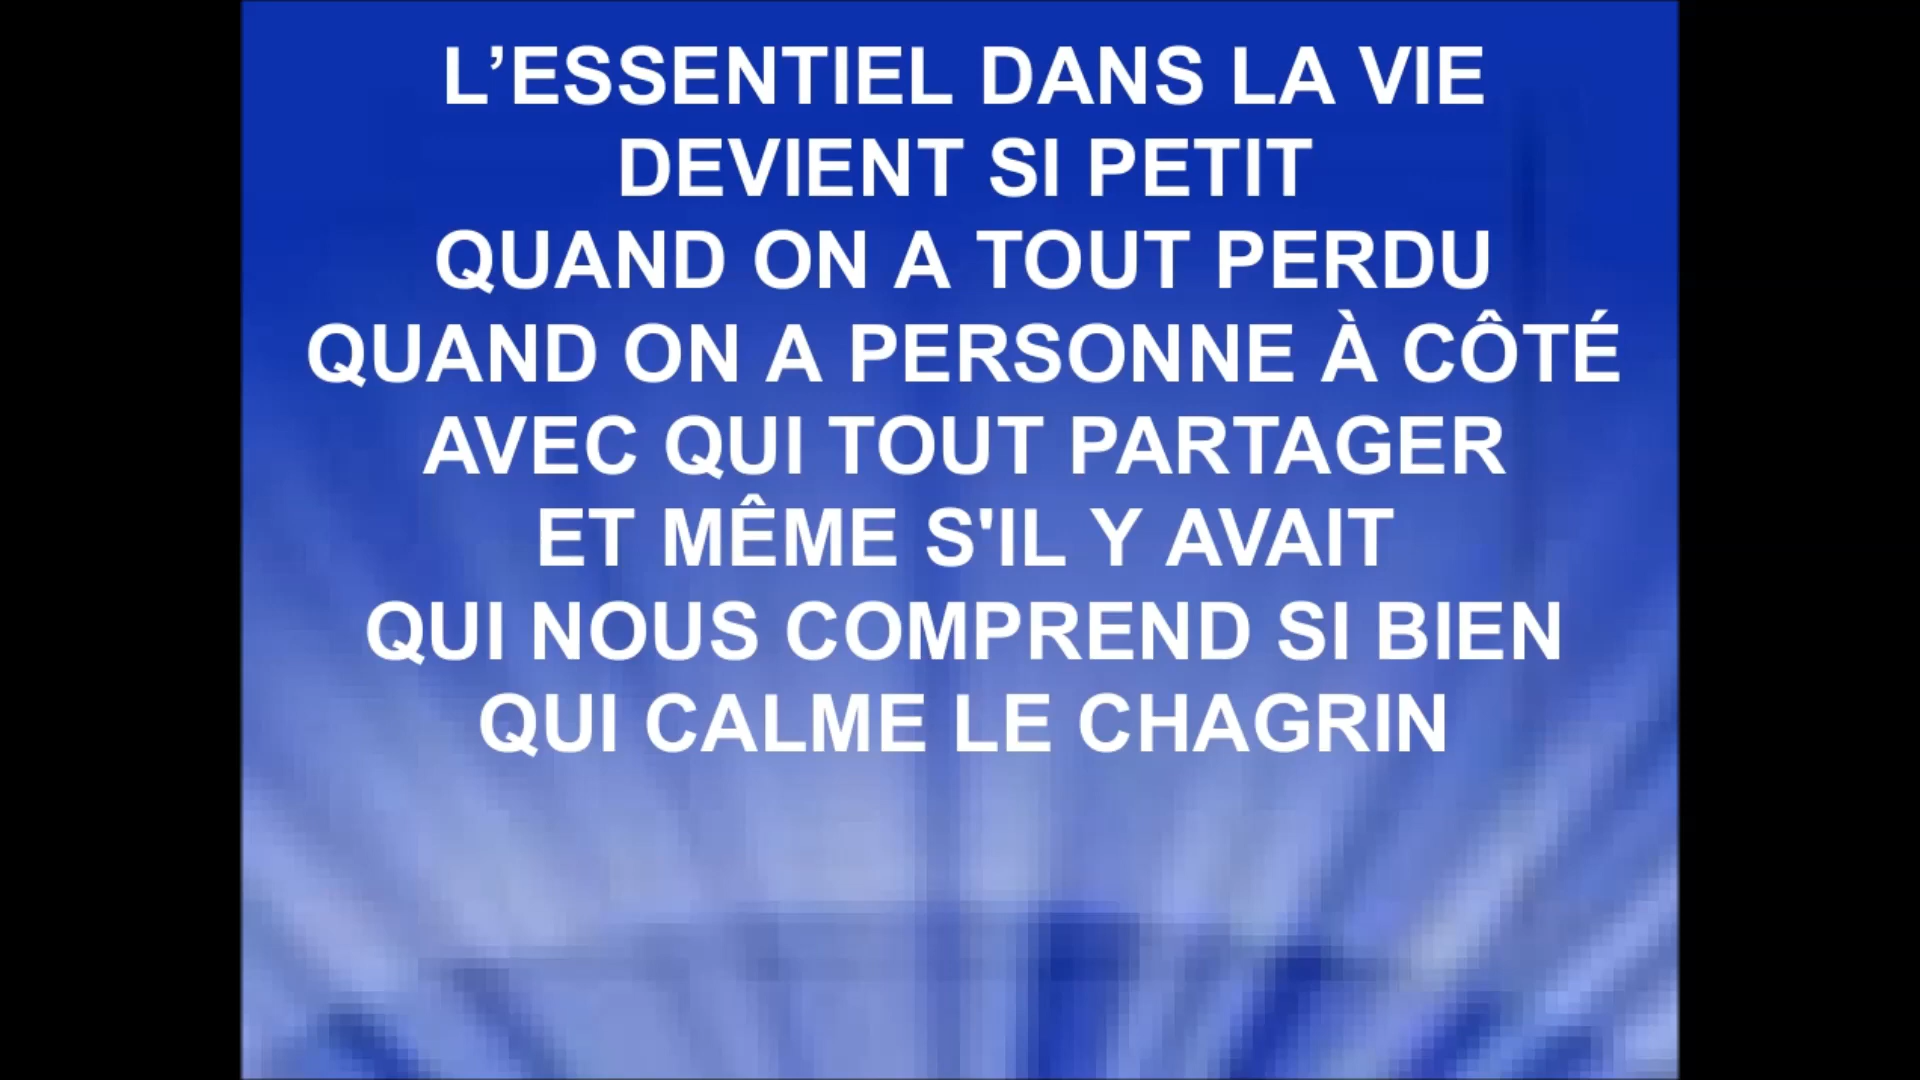 L’ESSENTIEL DANS LA VIE
DEVIENT SI PETIT
QUAND ON A TOUT PERDU
QUAND ON A PERSONNE À CÔTÉ
AVEC QUI TOUT PARTAGER
ET MÊME S'IL Y AVAIT
QUI NOUS COMPREND SI BIEN
QUI CALME LE CHAGRIN